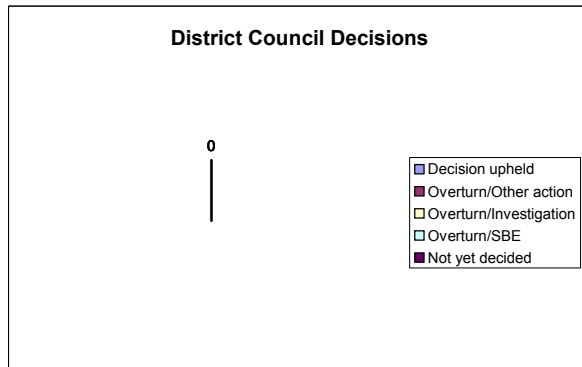 District Council Decisions
0
Decision upheld
Overturn/Other action
Overturn/Investigation
Overturn/SBE
Not yet decided